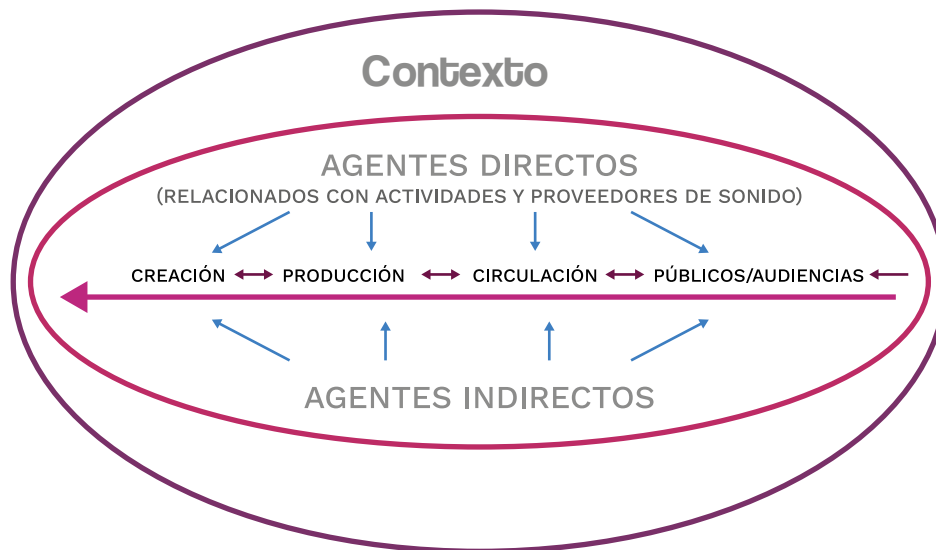 Contexto
AGENTES DIRECTOS
(RELACIONADOS CON ACTIVIDADES Y PROVEEDORES DE SONIDO)
CREACIÓN PRODUCCIÓN CIRCULACIÓN PÚBLICOS/AUDIENCIAS
AGENTES INDIRECTOS